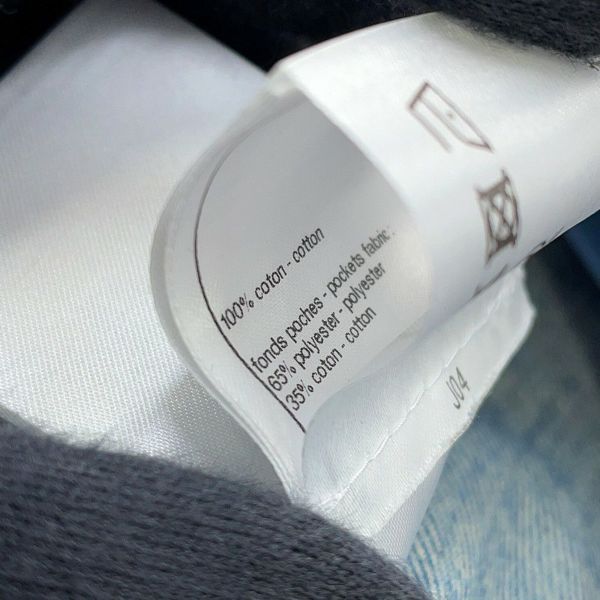 100% coton - cotton
fonds poches - pockets fabric
65% polyester - polyester
35% coton - cotton
J04